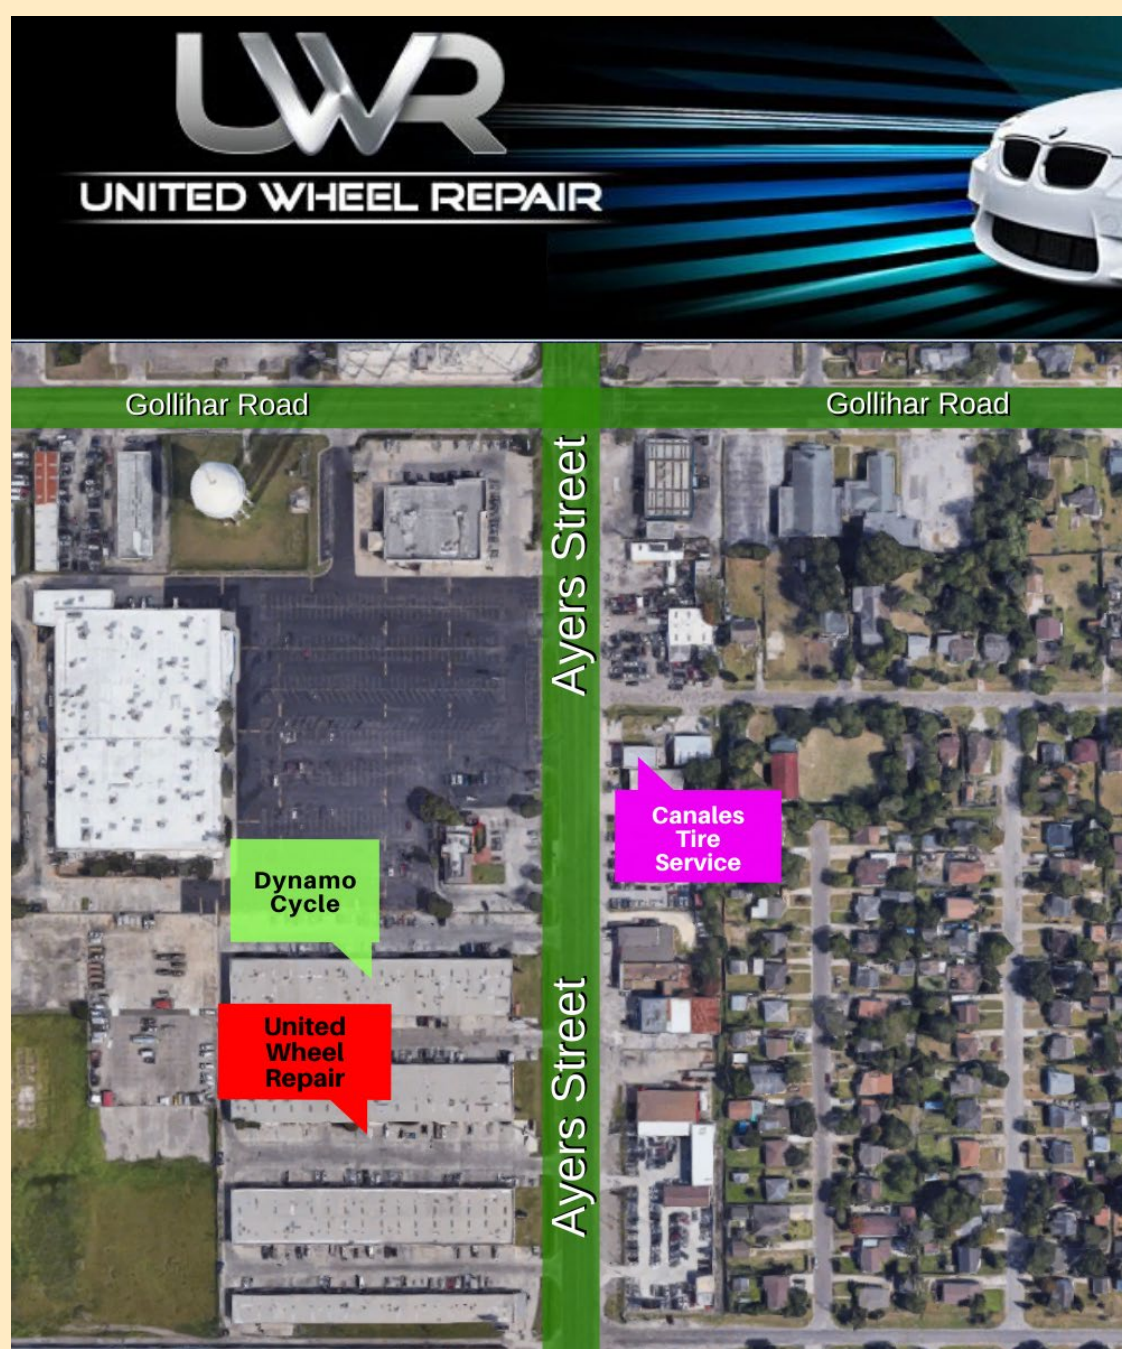 UWR
UNITED WHEEL REPAIR
Gollihar Road
Gollihar Road
Ayers Street
Canales
Tire
Service
Dynamo
Cycle
United
Wheel
Repair
Ayers Street